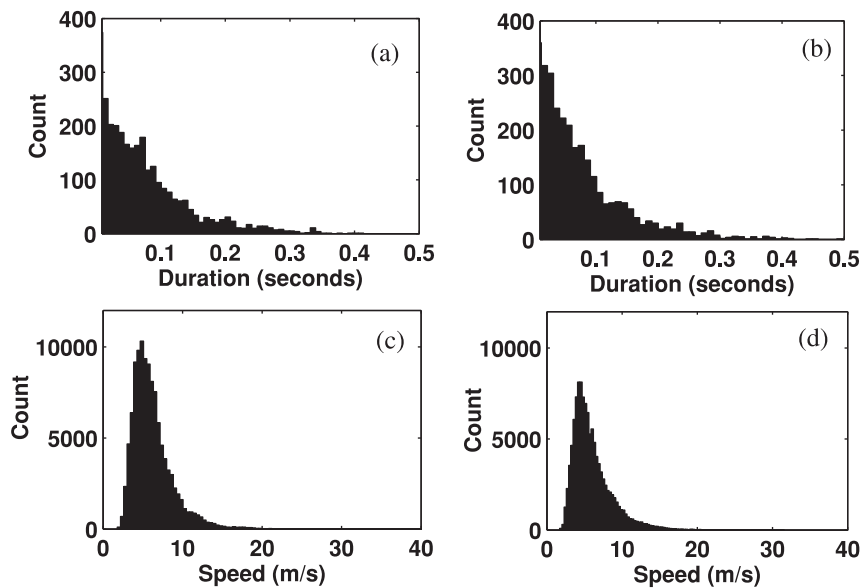 400
300
200
100
0
Count
(a)
0.1 0.2 0.3 0.4 0.5
Duration (seconds)
400
300
200
100
0
Count
(b)
0.1 0.2 0.3 0.4 0.5
Duration (seconds)
10000
5000
0
Count
(c)
0 10 20 30 40
Speed (m/s)
10000
5000
0
Count
(d)
0 10 20 30 40
Speed (m/s)